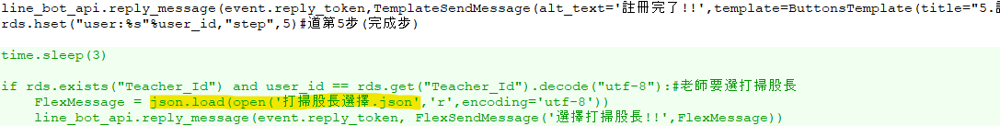 line_bot_api.reply_message(event.reply_token,TemplateSendMessage(alt_text='註冊完了!!',template=ButtonsTemplate(title="5.
rds.hset("user:%s"%user_id,"step",5)#道第5步(完成步)
time.sleep(3)
if rds.exists("Teacher_Id") and user_id == rds.get("Teacher_Id").decode("utf-8"):#老師要選打掃股長
    FlexMessage = json.load(open('打掃股長選擇.json','r',encoding='utf-8'))
    line_bot_api.reply_message(event.reply_token, FlexSendMessage('選擇打掃股長!!',FlexMessage))